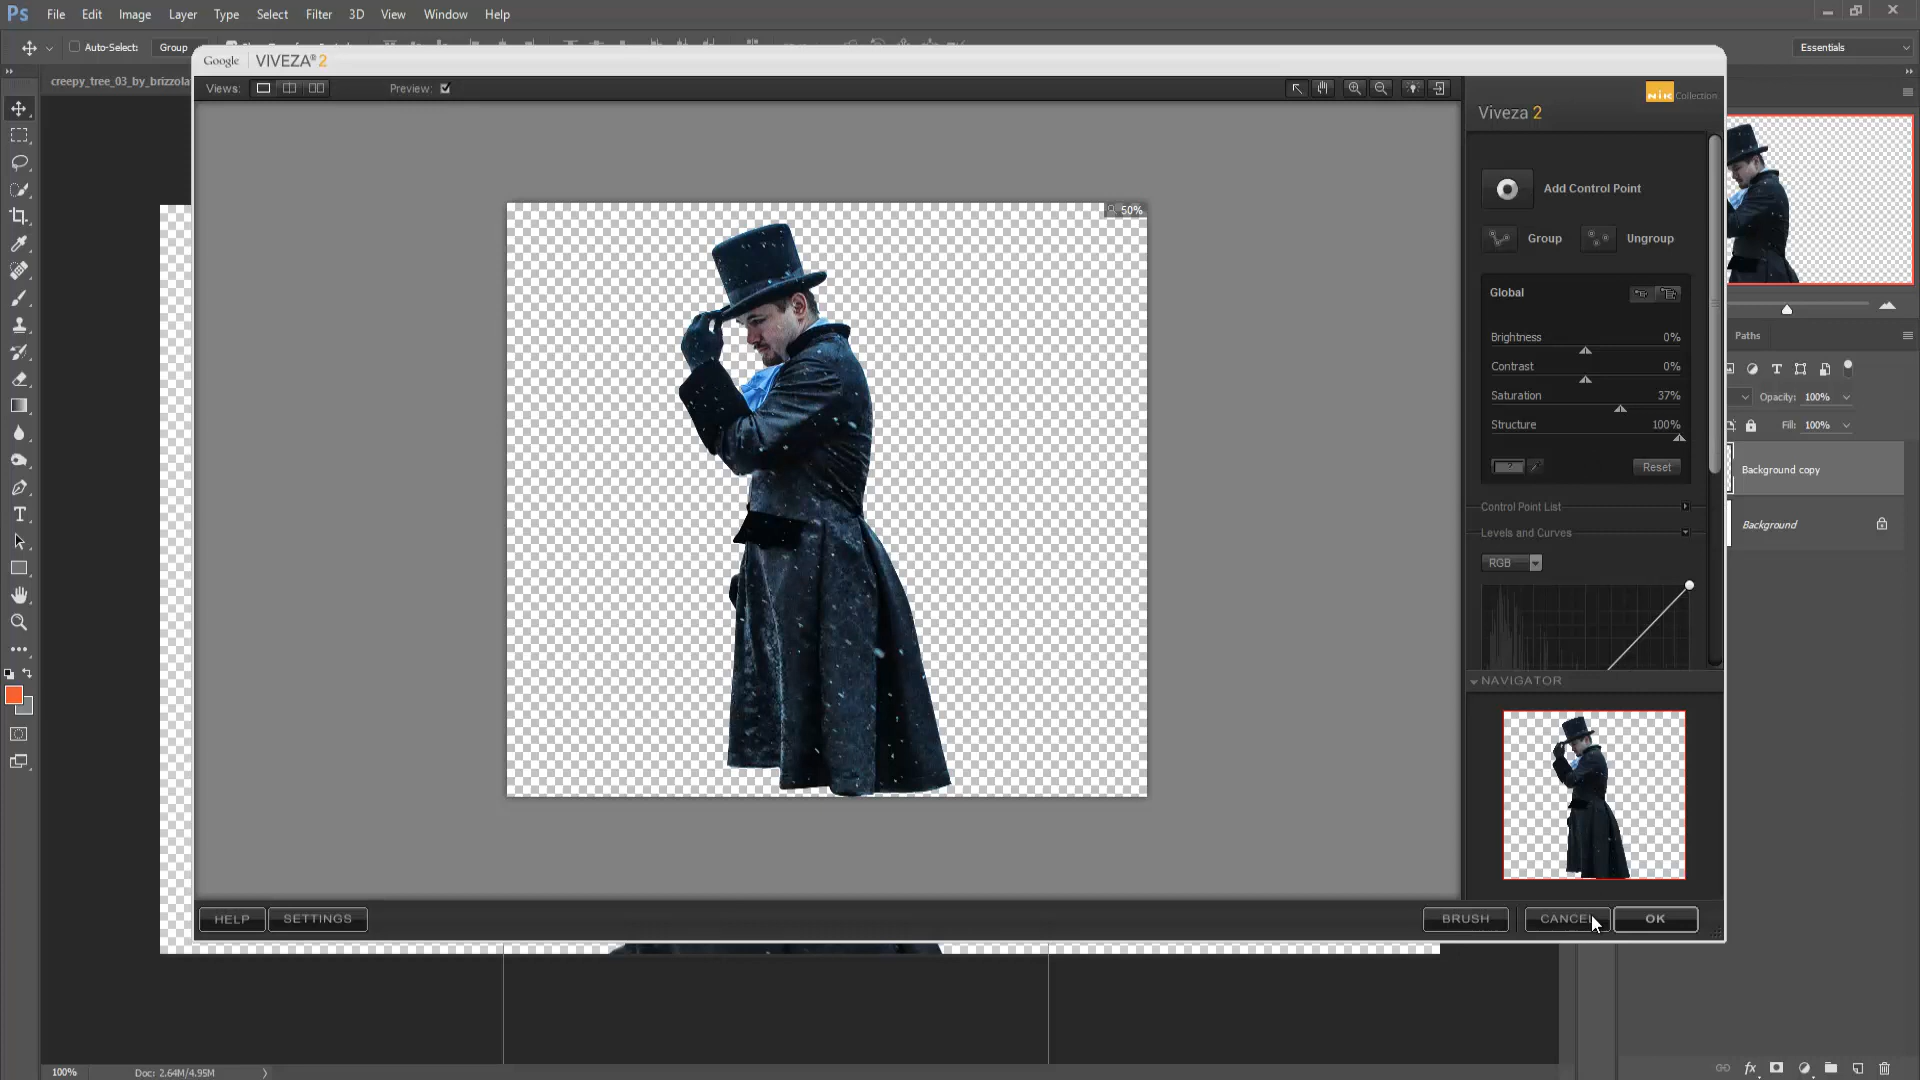 Ps File Edit Image Layer Type Select Filter 3D View Window Help
Auto-Select: Group
Essentials
creepy_tree_03_by_brizzola
Google VIVEZA® 2
Views: Preview:
Nik Collection
Viveza 2
50%
Add Control Point
Group Ungroup
Global
Brightness 0%
Contrast 0%
Saturation 37%
Structure 100%
? Reset
Control Point List
Levels and Curves
RGB
NAVIGATOR
HELP SETTINGS BRUSH CANCEL OK
Paths
Opacity: 100%
Fill: 100%
Background copy
Background
fx
100% Doc: 2.64M/4.95M